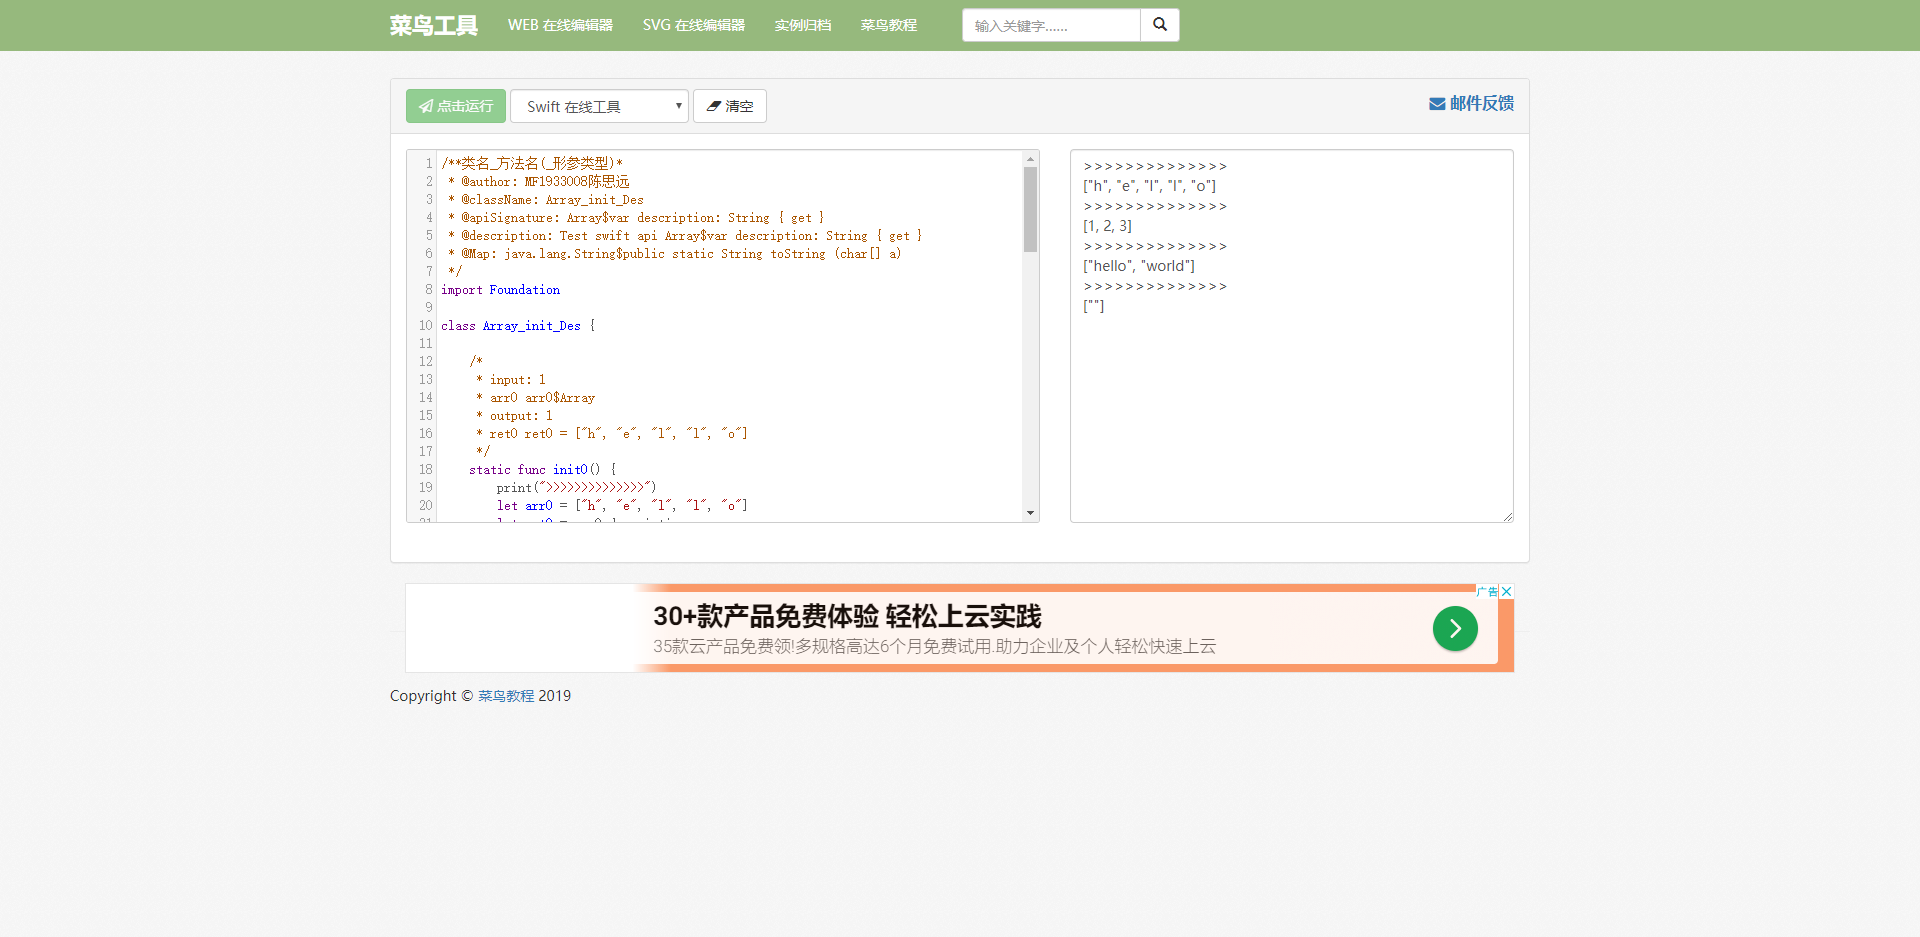 菜鸟工具 WEB 在线编辑器 SVG 在线编辑器 实例归档 菜鸟教程 输入关键字......
点击运行 Swift 在线工具 清空 邮件反馈
1 /**类名_方法名(_形参类型)*
2 * @author: MF1933008陈思远
3 * @className: Array_init_Des
4 * @apiSignature: Array$var description: String { get }
5 * @description: Test swift api Array$var description: String { get }
6 * @Map: java.lang.String$public static String toString (char[] a)
7 */
8 import Foundation
9
10 class Array_init_Des {
11
12 /*
13 * input: 1
14 * arr0 arr0$Array
15 * output: 1
16 * ret0 ret0 = ["h", "e", "l", "l", "o"]
17 */
18 static func init0() {
19 print(">>>>>>>>>>>>>>")
20 let arr0 = ["h", "e", "l", "l", "o"]
>>>>>>>>>>>>>>
["h", "e", "l", "l", "o"]
>>>>>>>>>>>>>>
[1, 2, 3]
>>>>>>>>>>>>>>
["hello", "world"]
>>>>>>>>>>>>>>
[""]
广告
30+款产品免费体验 轻松上云实践
35款云产品免费领!多规格高达6个月免费试用.助力企业及个人轻松快速上云
Copyright © 菜鸟教程 2019